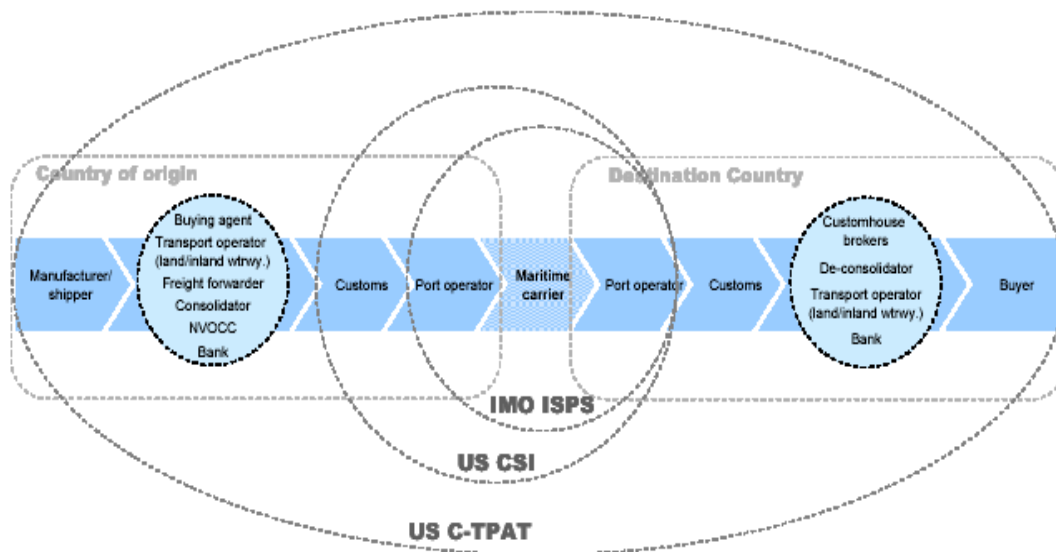 Country of origin
Destination Country
Manufacturer/
shipper
Buying agent
Transport operator
(land/inland wtrwy.)
Freight forwarder
Consolidator
NVOCC
Bank
Customs
Port operator
Maritime
carrier
Port operator
Customs
Customhouse
brokers
De-consolidator
Transport operator
(land/inland wtrwy.)
Bank
Buyer
IMO ISPS
US CSI
US C-TPAT